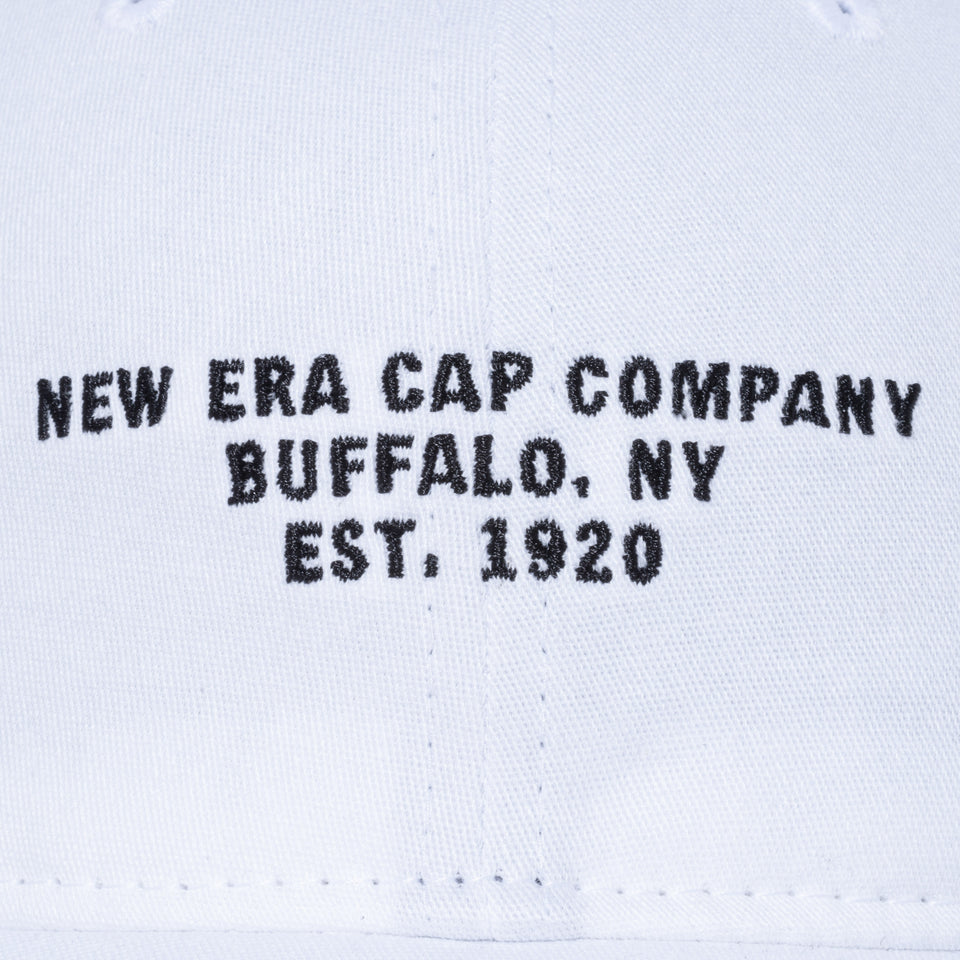 NEW ERA CAP COMPANY
BUFFALO, NY
EST. 1920